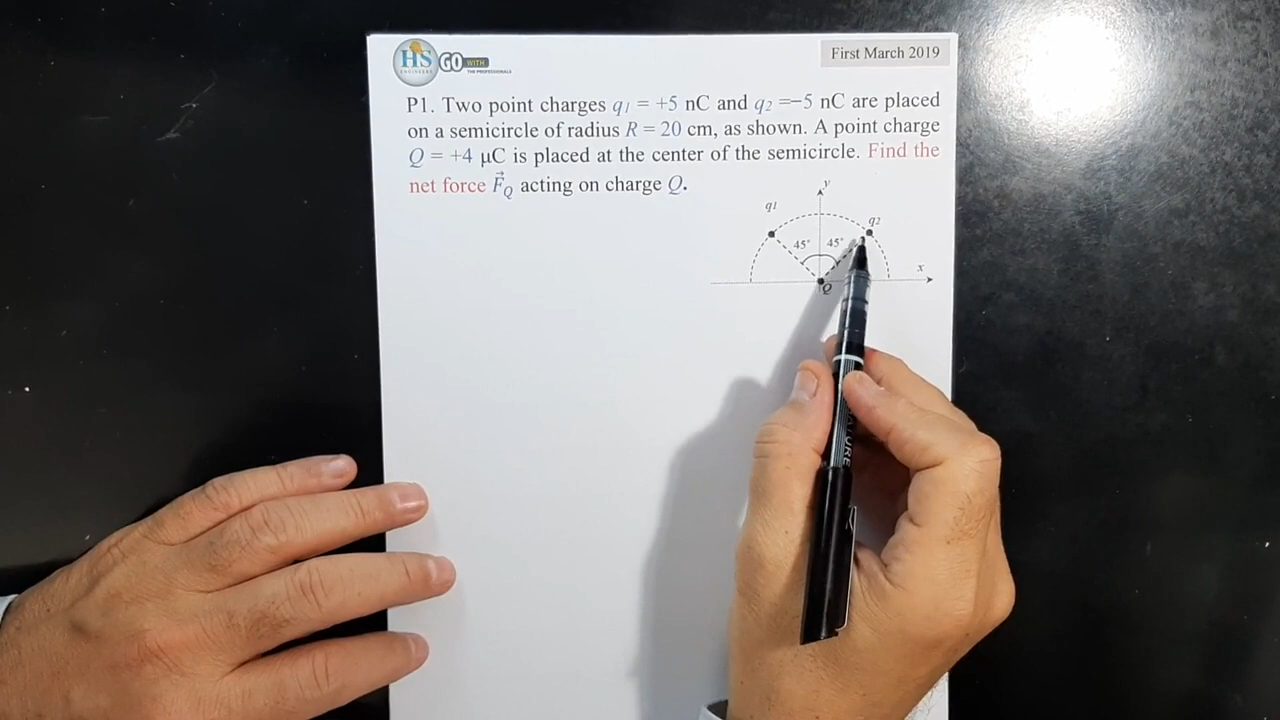 HS GO WITH
ENGINEERS THE PROFESSIONALS
First March 2019
P1. Two point charges q1 = +5 nC and q2 =−5 nC are placed
on a semicircle of radius R = 20 cm, as shown. A point charge
Q = +4 μC is placed at the center of the semicircle. Find the
net force F⃗Q acting on charge Q.
y
q1
q2
45° 45°
x
Q
ATURE